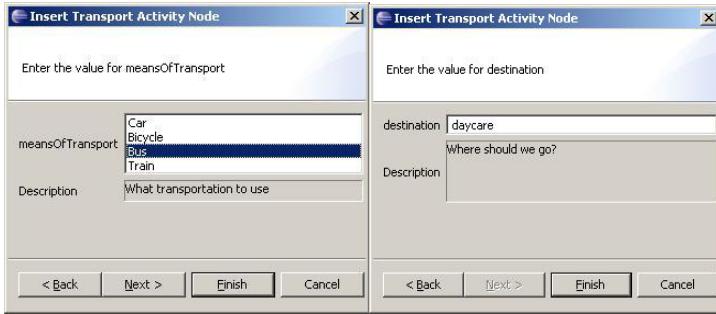 Insert Transport Activity Node
Enter the value for meansOfTransport
meansOfTransport
Car
Bicycle
Bus
Train
Description
What transportation to use
< Back
Next >
Finish
Cancel
Insert Transport Activity Node
Enter the value for destination
destination
daycare
Description
Where should we go?
< Back
Next >
Finish
Cancel